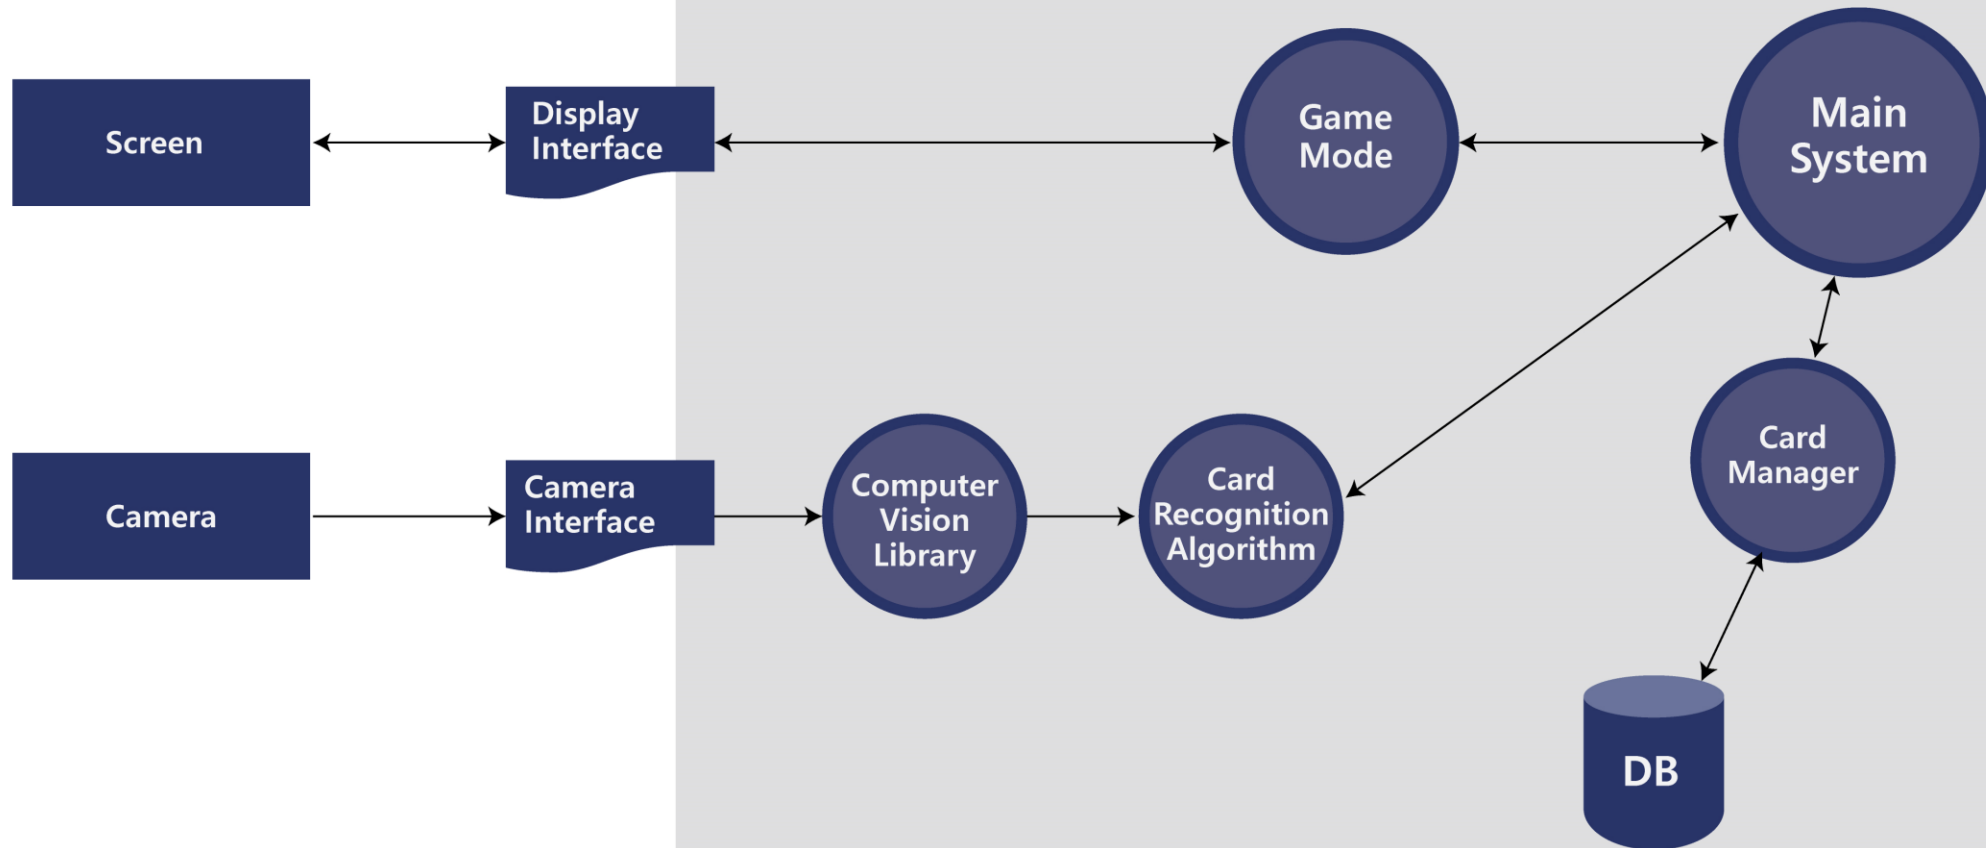 Screen
Display
Interface
Game
Mode
Main
System
Camera
Camera
Interface
Computer
Vision
Library
Card
Recognition
Algorithm
Card
Manager
DB